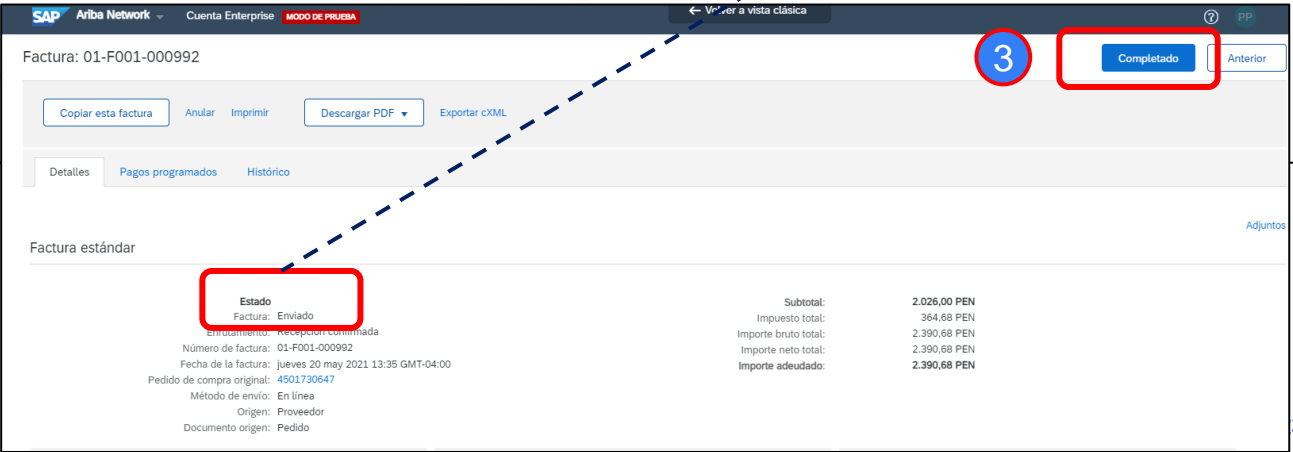 SAP Ariba Network Cuenta Enterprise MODO DE PRUEBA ← Volver a vista clásica ? PP
Factura: 01-F001-000992 3 Completado Anterior
Copiar esta factura Anular Imprimir Descargar PDF Exportar cXML
Detalles Pagos programados Histórico
Adjuntos
Factura estándar
Estado
Factura: Enviado
Enrutamiento: Recepción confirmada
Número de factura: 01-F001-000992
Fecha de la factura: jueves 20 may 2021 13:35 GMT-04:00
Pedido de compra original: 4501730647
Método de envío: En línea
Origen: Proveedor
Documento origen: Pedido
Subtotal: 2.026,00 PEN
Impuesto total: 364,68 PEN
Importe bruto total: 2.390,68 PEN
Importe neto total: 2.390,68 PEN
Importe adeudado: 2.390,68 PEN